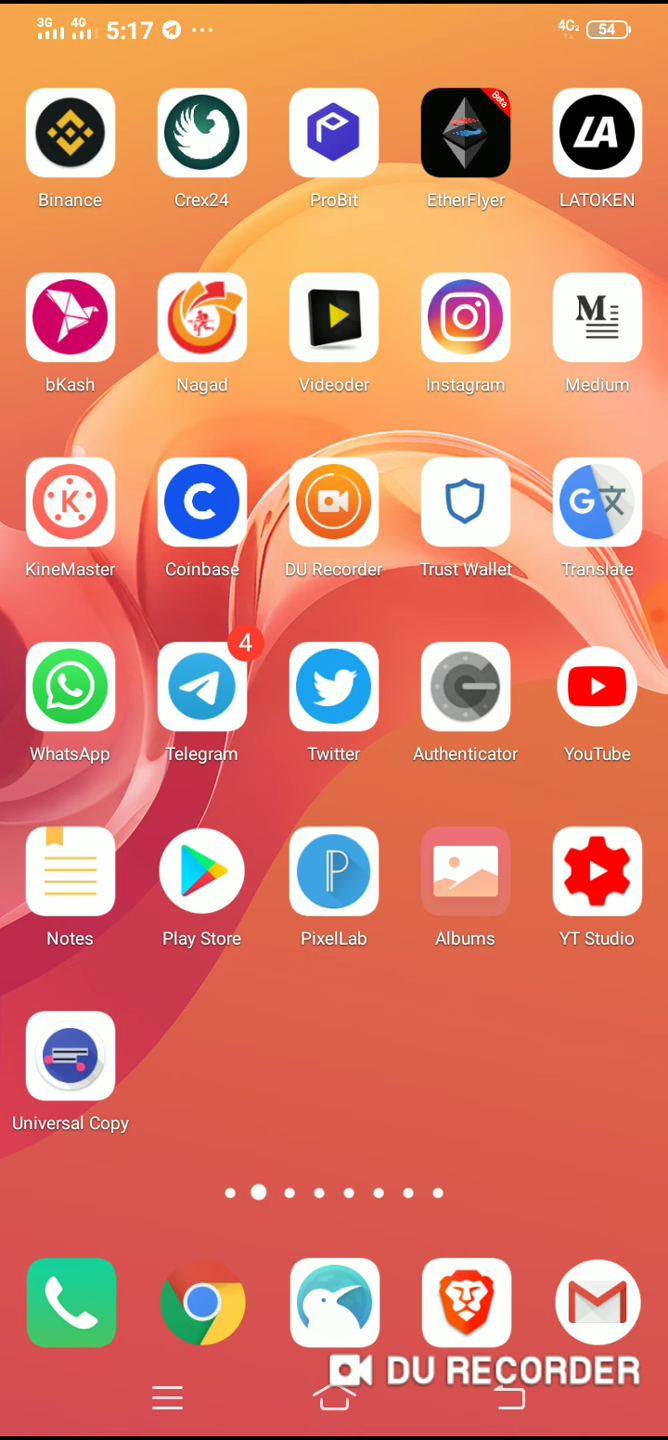 3G 4G 5:17 ... 4G2 54
Beta
Binance Crex24 ProBit EtherFlyer LATOKEN
M
bKash Nagad Videoder Instagram Medium
K C G 文
KineMaster Coinbase DU Recorder Trust Wallet Translate
4
WhatsApp Telegram Twitter Authenticator YouTube
P
Notes Play Store PixelLab Albums YT Studio
Universal Copy
DU RECORDER